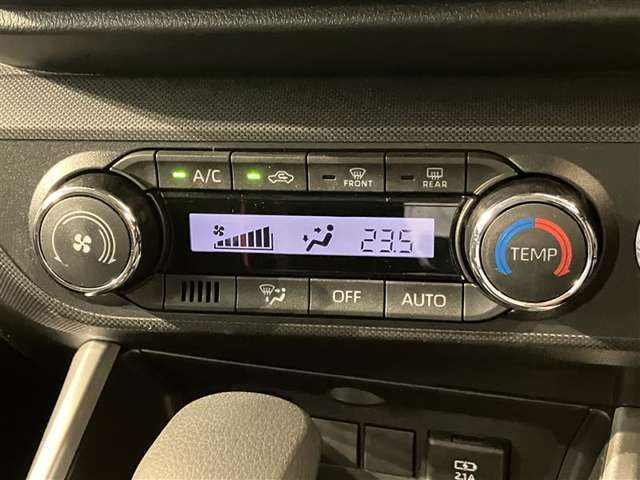 A/C FRONT REAR
23.5
TEMP
OFF AUTO
2.1A